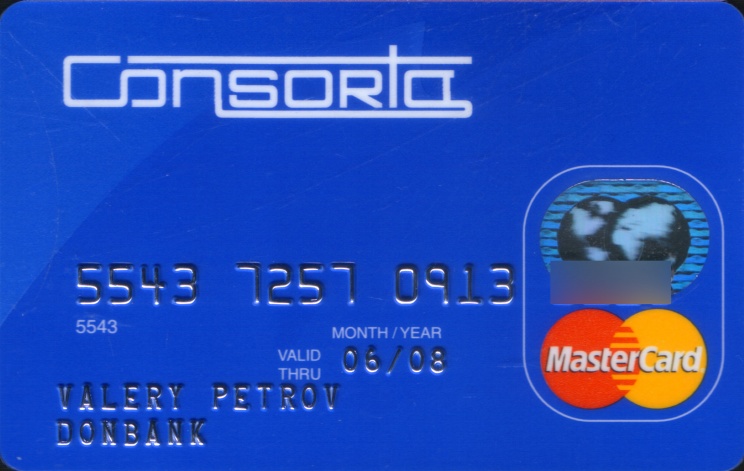 Consorta
5543 7257 0913
5543
MONTH / YEAR
VALID THRU 06/08
VALERY PETROV
DONBANK
MasterCard